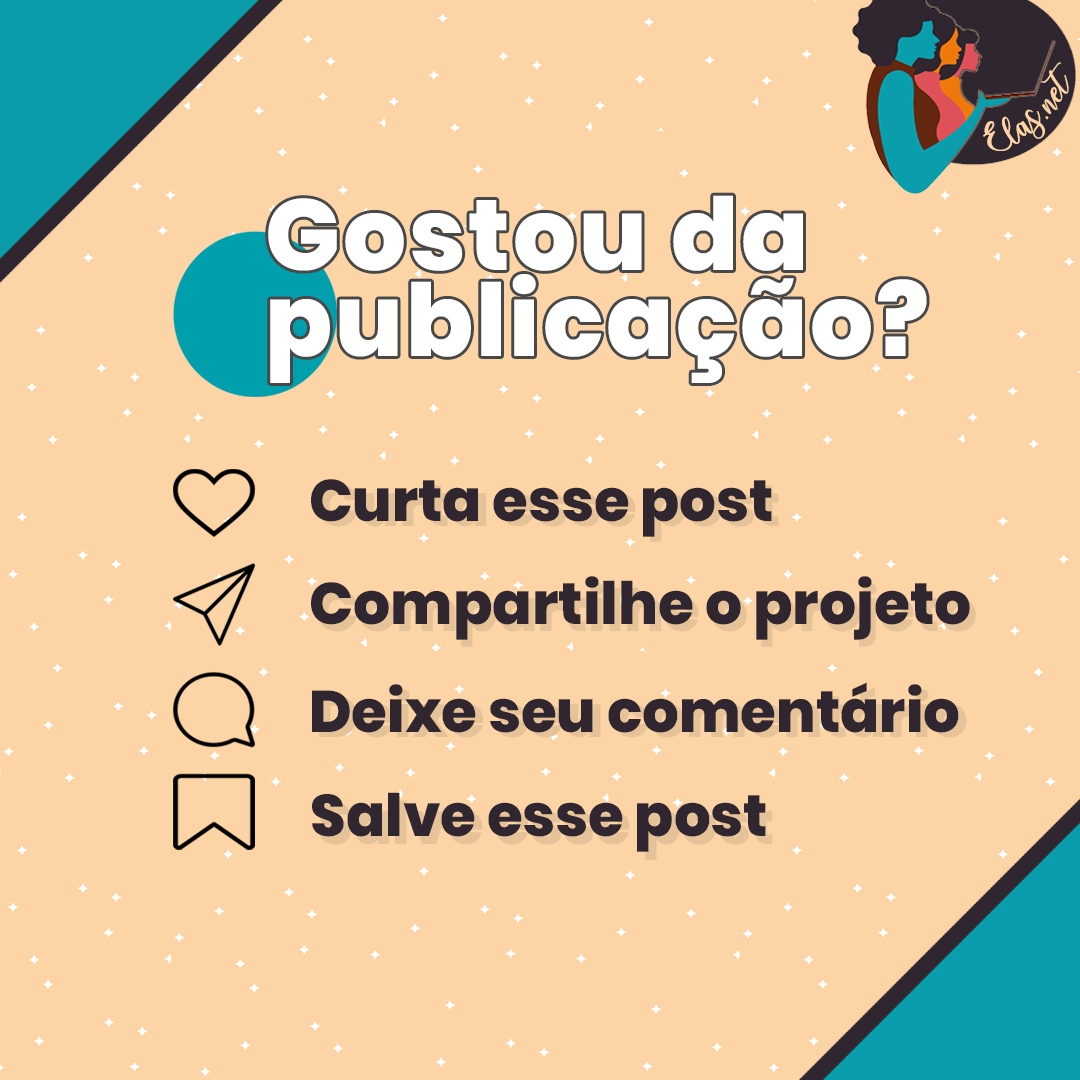 Elas.net
Gostou da
publicação?
Curta esse post
Compartilhe o projeto
Deixe seu comentário
Salve esse post